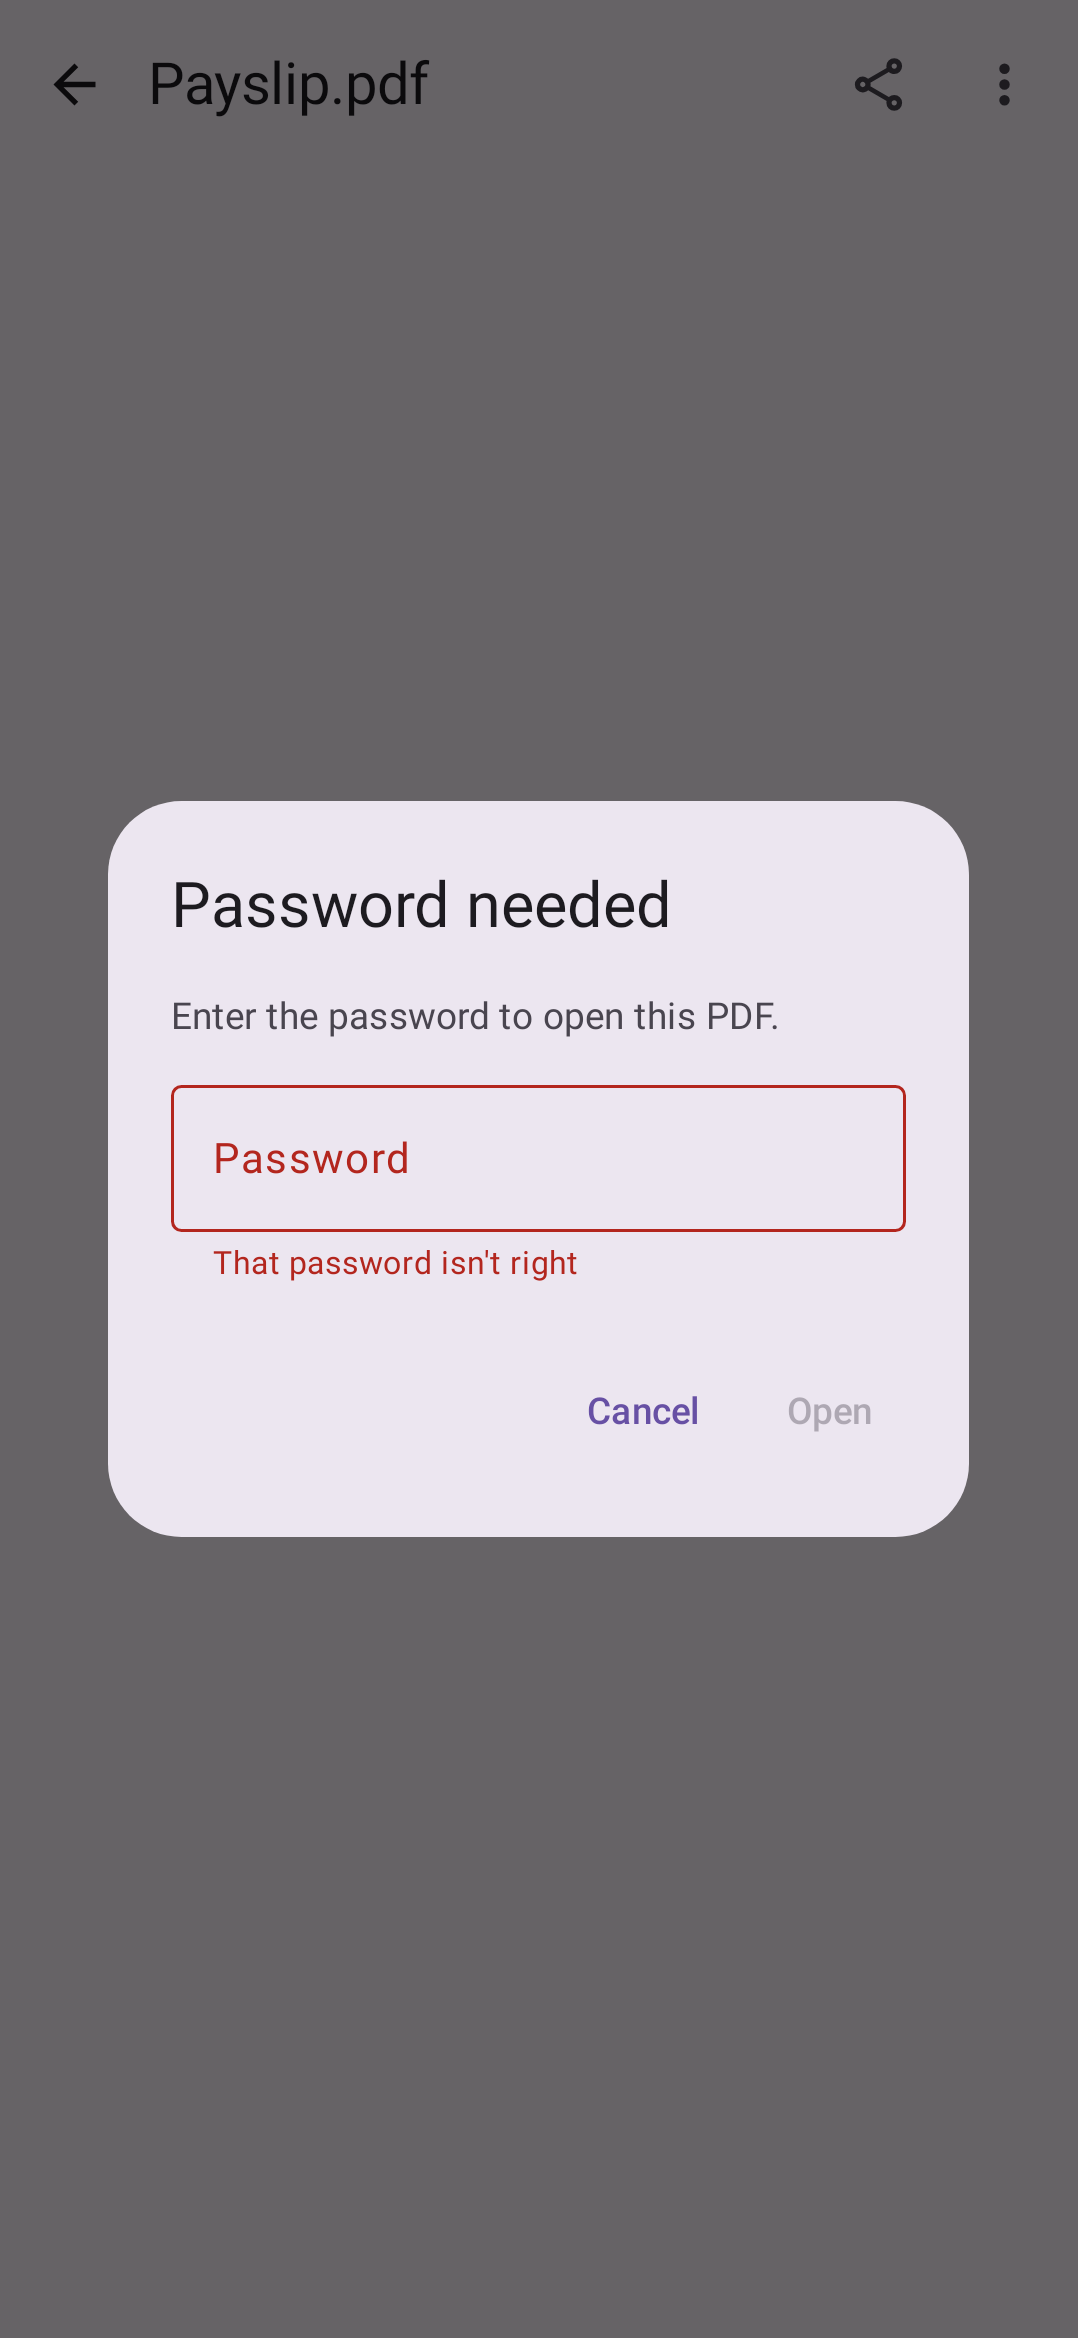 Payslip.pdf
Password needed
Enter the password to open this PDF.
Password
That password isn't right
Cancel Open